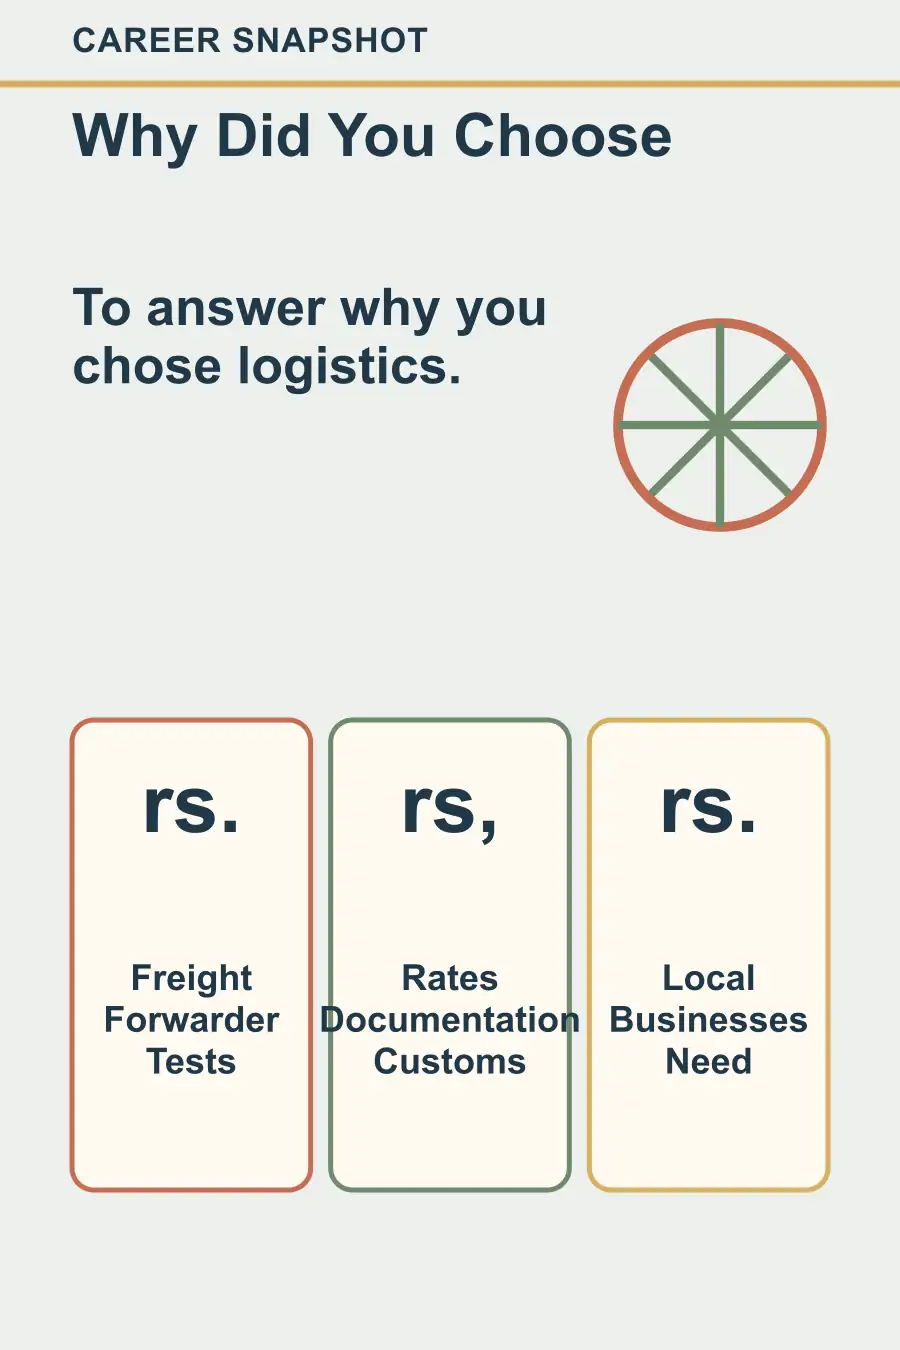 CAREER SNAPSHOT
Why Did You Choose
To answer why you
chose logistics.
rs.
Freight
Forwarder
Tests
rs,
Rates
Documentation
Customs
rs.
Local
Businesses
Need